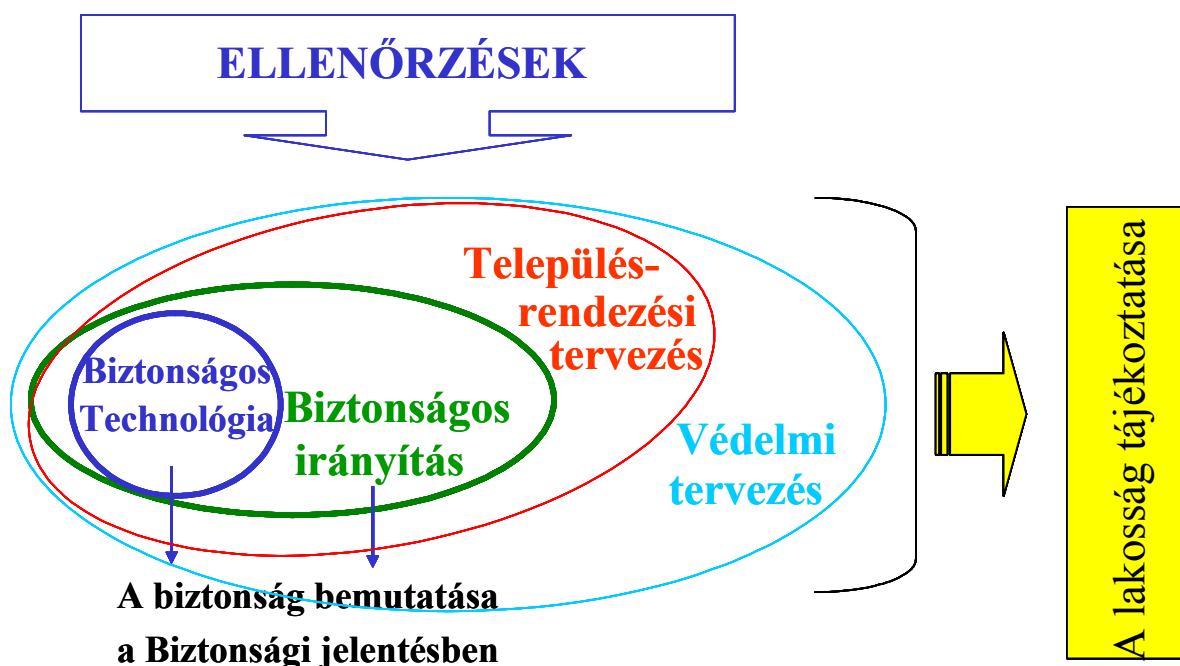 ELLENŐRZÉSEK
Település-
rendezési
tervezés
Biztonságos
Technológia
Biztonságos
irányítás
Védelmi
tervezés
A biztonság bemutatása
a Biztonsági jelentésben
A lakosság tájékoztatása